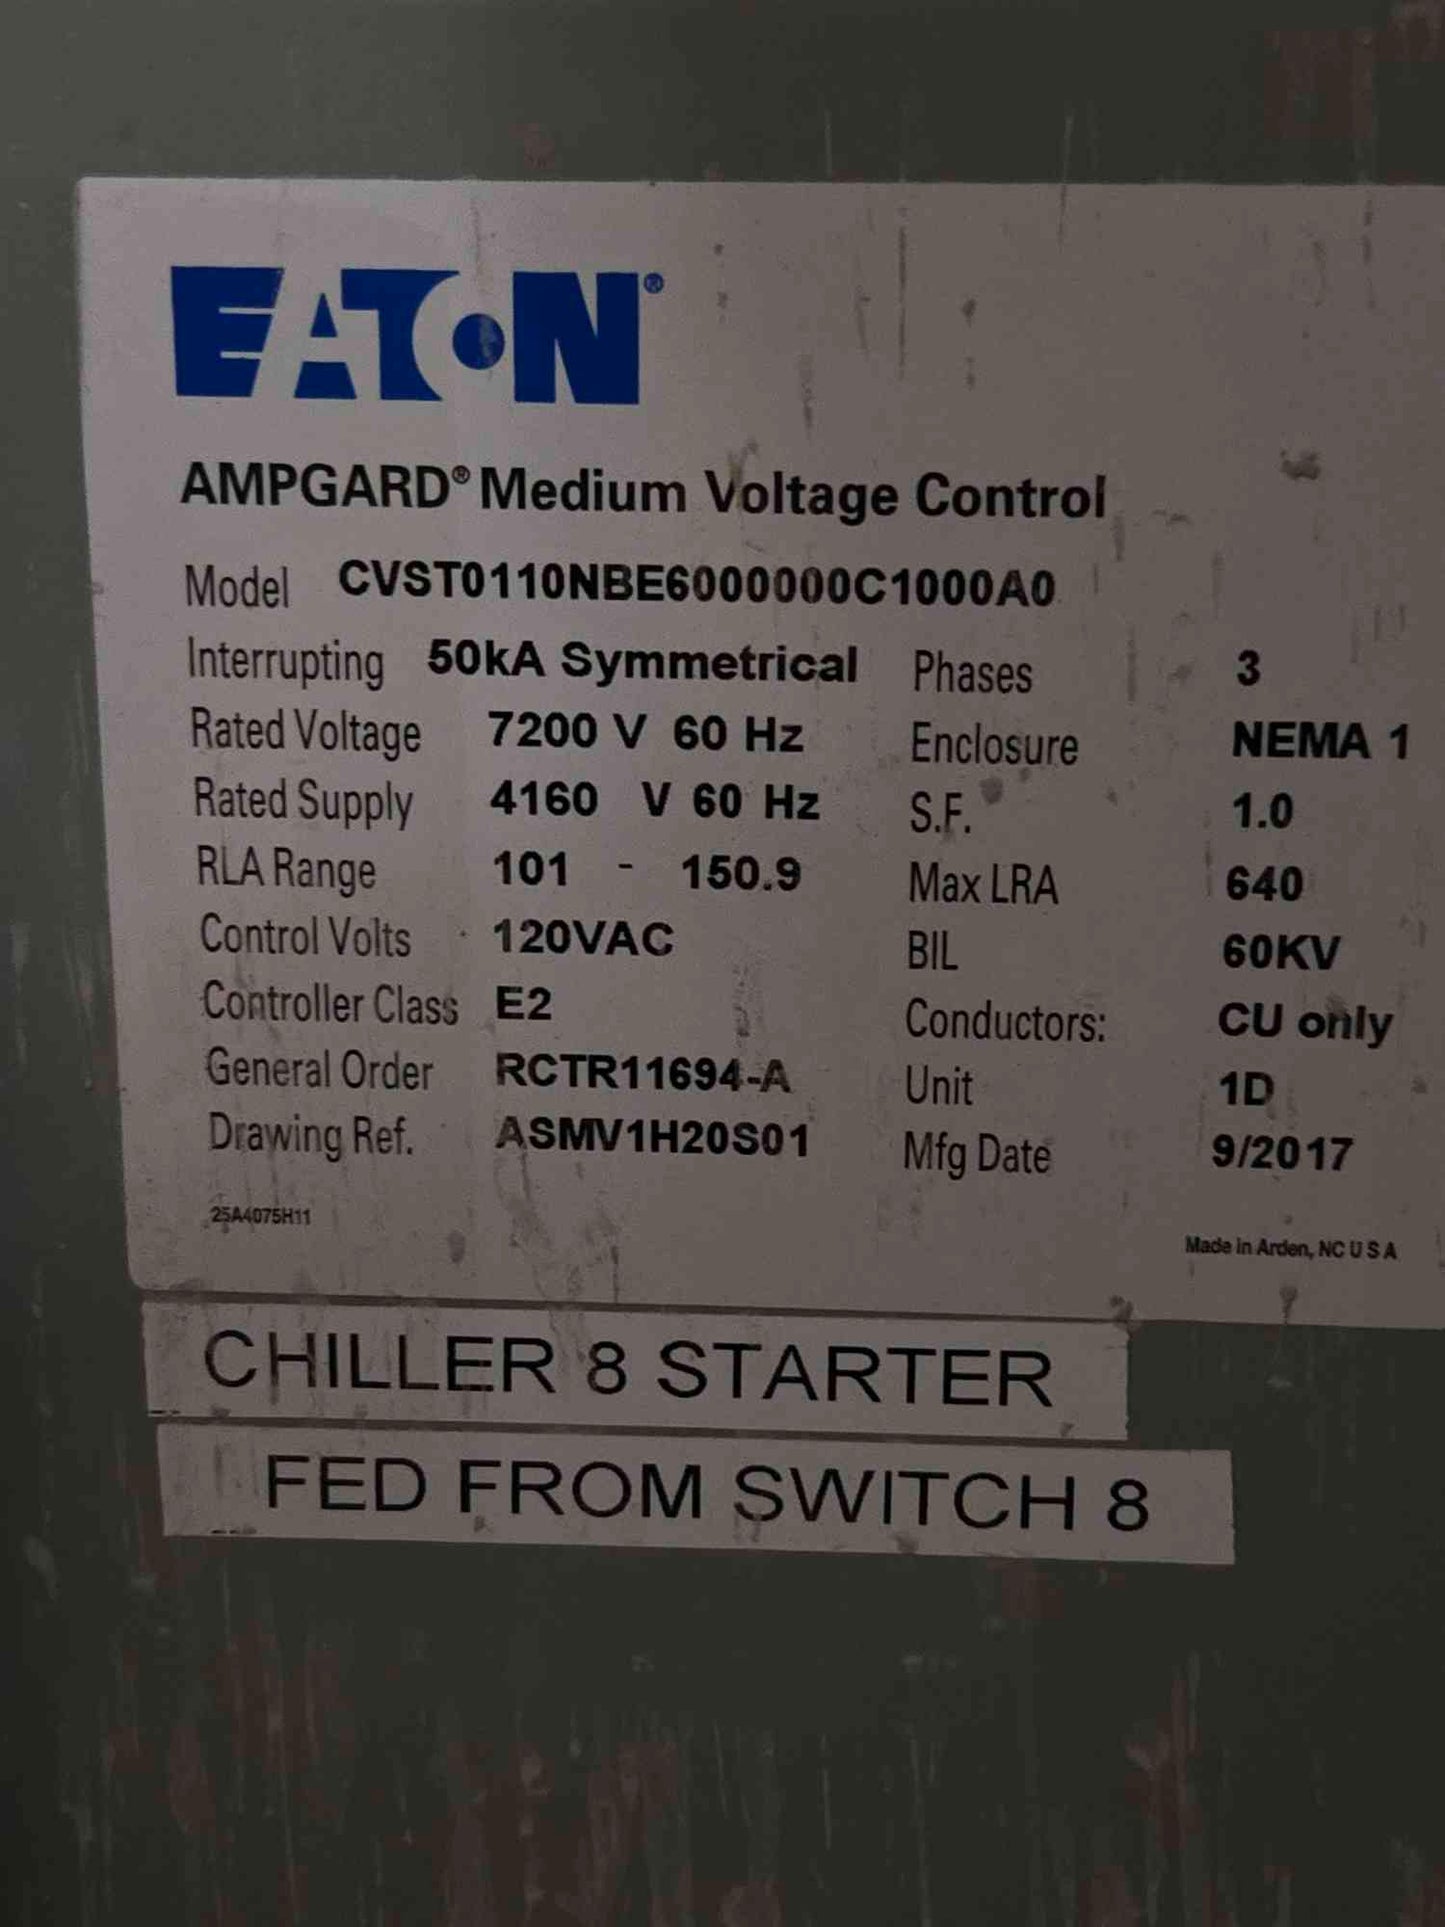 EATON®
AMPGARD® Medium Voltage Control
Model CVST0110NBE6000000C1000A0
Interrupting 50kA Symmetrical Phases 3
Rated Voltage 7200 V 60 Hz Enclosure NEMA 1
Rated Supply 4160 V 60 Hz S.F. 1.0
RLA Range 101 - 150.9 Max LRA 640
Control Volts 120VAC BIL 60KV
Controller Class E2 Conductors: CU only
General Order RCTR11694-A Unit 1D
Drawing Ref. ASMV1H20S01 Mfg Date 9/2017
25A4075H11
Made in Arden, NC U S A
CHILLER 8 STARTER
FED FROM SWITCH 8